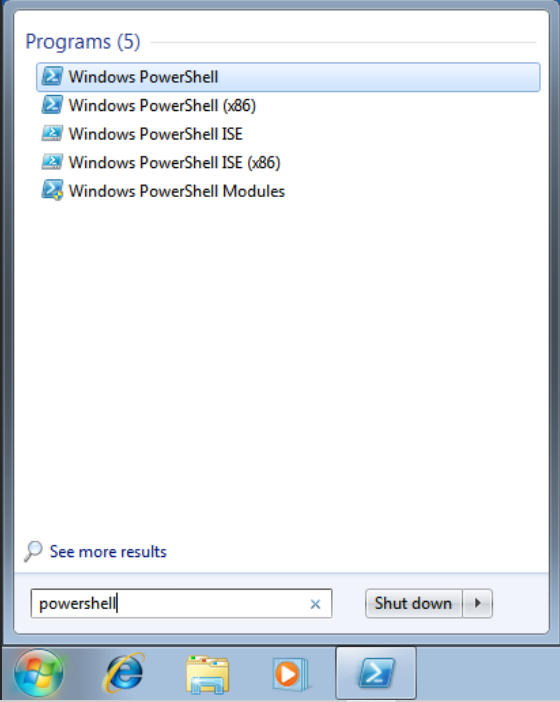 Programs (5)
Windows PowerShell
Windows PowerShell (x86)
Windows PowerShell ISE
Windows PowerShell ISE (x86)
Windows PowerShell Modules
See more results
powershell
Shut down